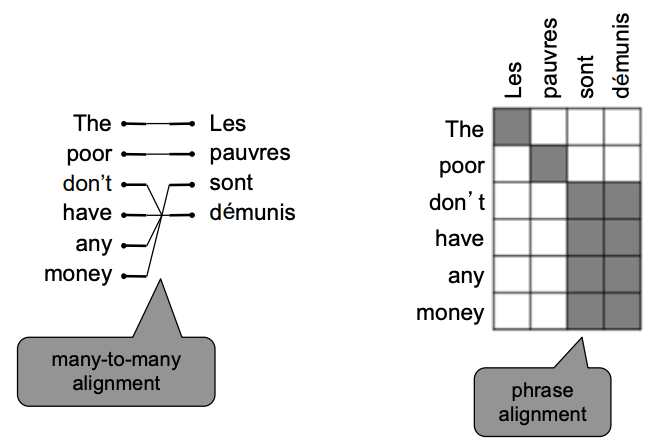 The Les
poor pauvres
don't sont
have démunis
any
money
many-to-many
alignment
Les pauvres sont démunis
The
poor
don't
have
any
money
phrase
alignment